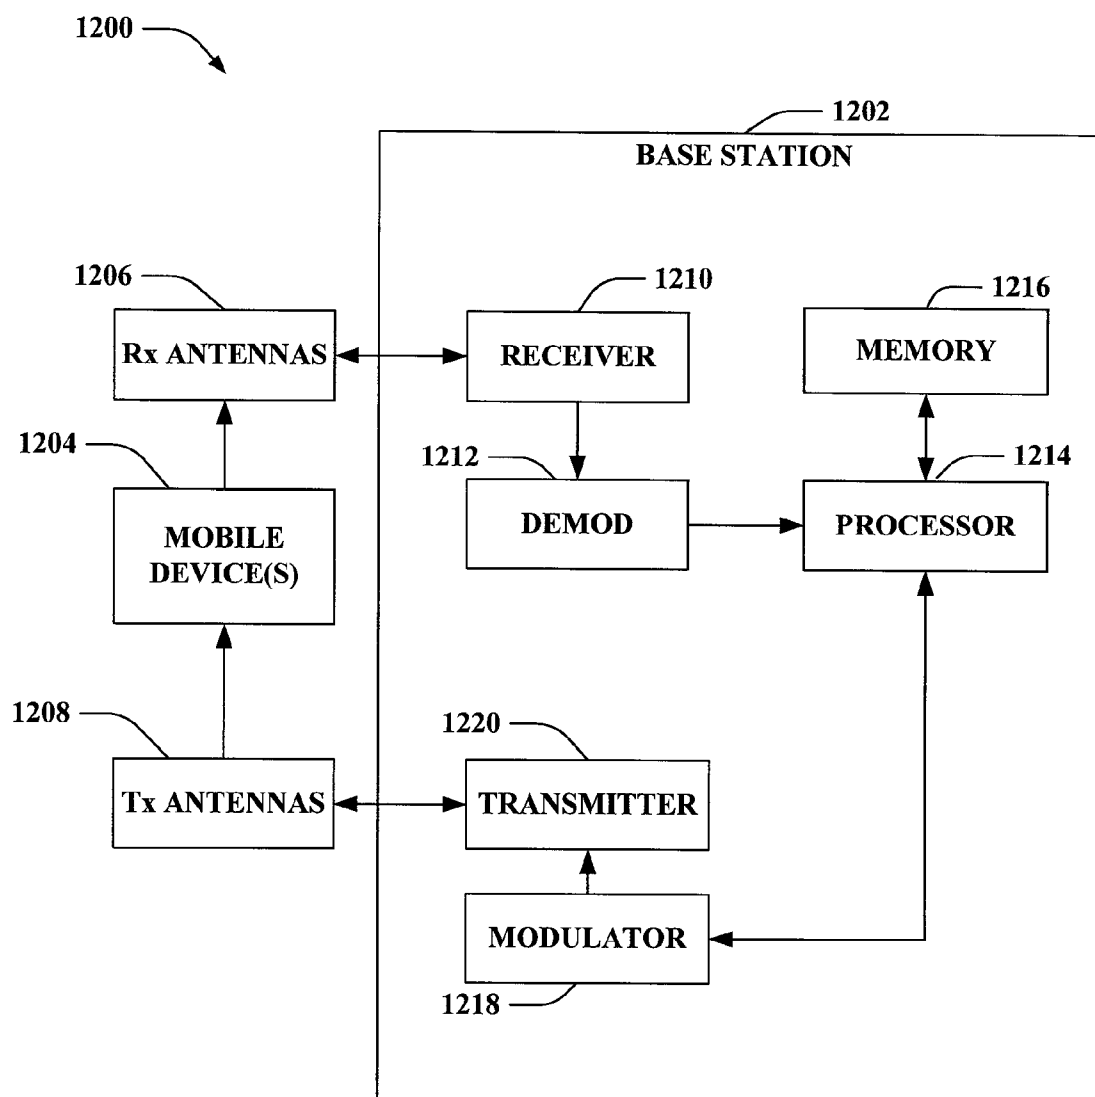 1200
1202
BASE STATION
1206
1210
1216
Rx ANTENNAS
RECEIVER
MEMORY
1204
1212
1214
MOBILE
DEVICE(S)
DEMOD
PROCESSOR
1208
1220
Tx ANTENNAS
TRANSMITTER
MODULATOR
1218